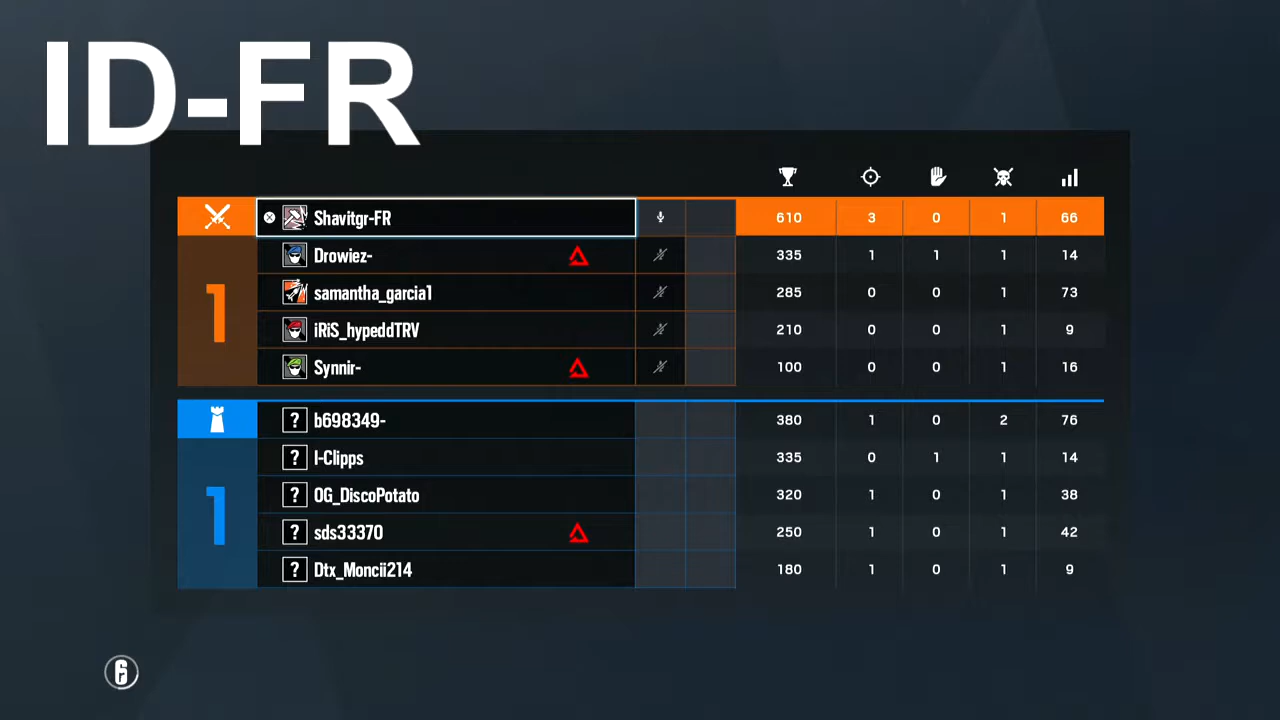 ID-FR
Shavitgr-FR 610 3 0 1 66
Drowiez- 335 1 1 1 14
samantha_garcia1 285 0 0 1 73
1
iRiS_hypeddTRV 210 0 0 1 9
Synnir- 100 0 0 1 16
? b698349- 380 1 0 2 76
? I-Clipps 335 0 1 1 14
? OG_DiscoPotato 320 1 0 1 38
1
? sds33370 250 1 0 1 42
? Dtx_Moncii214 180 1 0 1 9
6